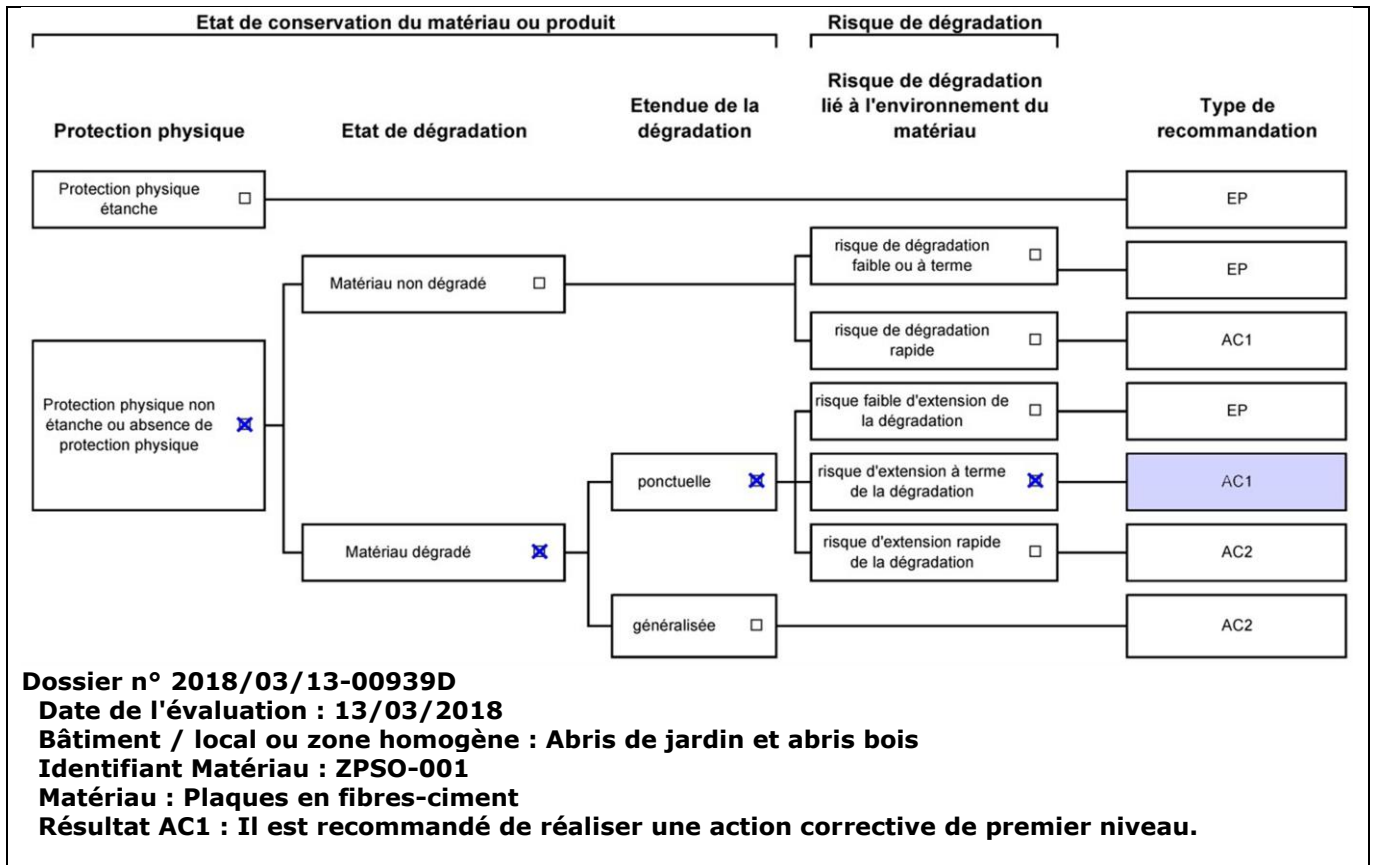 Etat de conservation du matériau ou produit
Risque de dégradation
Protection physique
Etat de dégradation
Etendue de la
dégradation
Risque de dégradation
lié à l'environnement du
matériau
Type de
recommandation
Protection physique
étanche
EP
risque de dégradation
faible ou à terme
EP
Matériau non dégradé
risque de dégradation
rapide
AC1
Protection physique non
étanche ou absence de
protection physique
risque faible d'extension de
la dégradation
EP
ponctuelle
risque d'extension à terme
de la dégradation
AC1
Matériau dégradé
risque d'extension rapide
de la dégradation
AC2
généralisée
AC2
Dossier n° 2018/03/13-00939D
Date de l'évaluation : 13/03/2018
Bâtiment / local ou zone homogène : Abris de jardin et abris bois
Identifiant Matériau : ZPSO-001
Matériau : Plaques en fibres-ciment
Résultat AC1 : Il est recommandé de réaliser une action corrective de premier niveau.